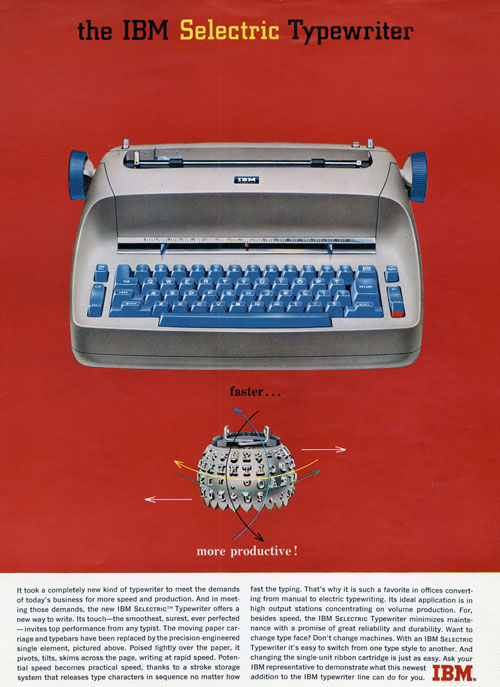 the IBM Selectric Typewriter
IBM
faster...
more productive!
It took a completely new kind of typewriter to meet the demands
of today's business for more speed and production. And in meet-
ing those demands, the new IBM SELECTRIC™ Typewriter offers a
new way to write. Its touch—the smoothest, surest, ever perfected
—invites top performance from any typist. The moving paper car-
riage and typebars have been replaced by the precision-engineered
single element, pictured above. Poised lightly over the paper, it
pivots, tilts, skims across the page, writing at rapid speed. Poten-
tial speed becomes practical speed, thanks to a stroke storage
system that releases type characters in sequence no matter how
fast the typing. That's why it is such a favorite in offices convert-
ing from manual to electric typewriting. Its ideal application is in
high output stations concentrating on volume production. For,
besides speed, the IBM SELECTRIC Typewriter minimizes mainte-
nance with a promise of great reliability and durability. Want to
change type face? Don't change machines. With an IBM SELECTRIC
Typewriter it's easy to switch from one type style to another. And
changing the single-unit ribbon cartridge is just as easy. Ask your
IBM representative to demonstrate what this newest
addition to the IBM typewriter line can do for you. IBM.